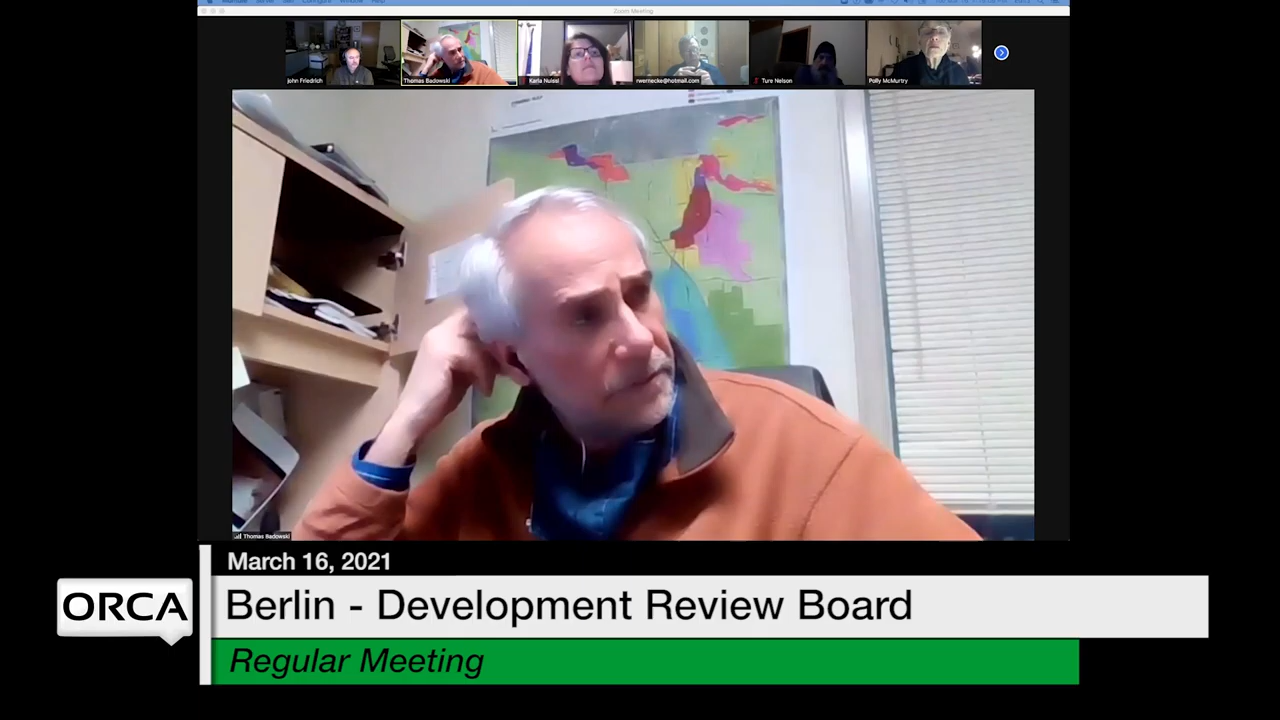 Zoom Meeting
john Friedrich
Thomas Badowski
Karla Nuissl
rwernecke@hotmail.com
Ture Nelson
Polly McMurtry
Thomas Badowski
March 16, 2021
ORCA
Berlin - Development Review Board
Regular Meeting